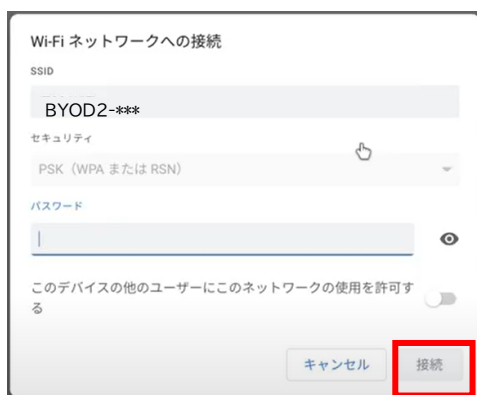 Wi-Fi ネットワークへの接続
SSID
BYOD2-***
セキュリティ
PSK（WPA または RSN）
パスワード
このデバイスの他のユーザーにこのネットワークの使用を許可す
る
キャンセル
接続